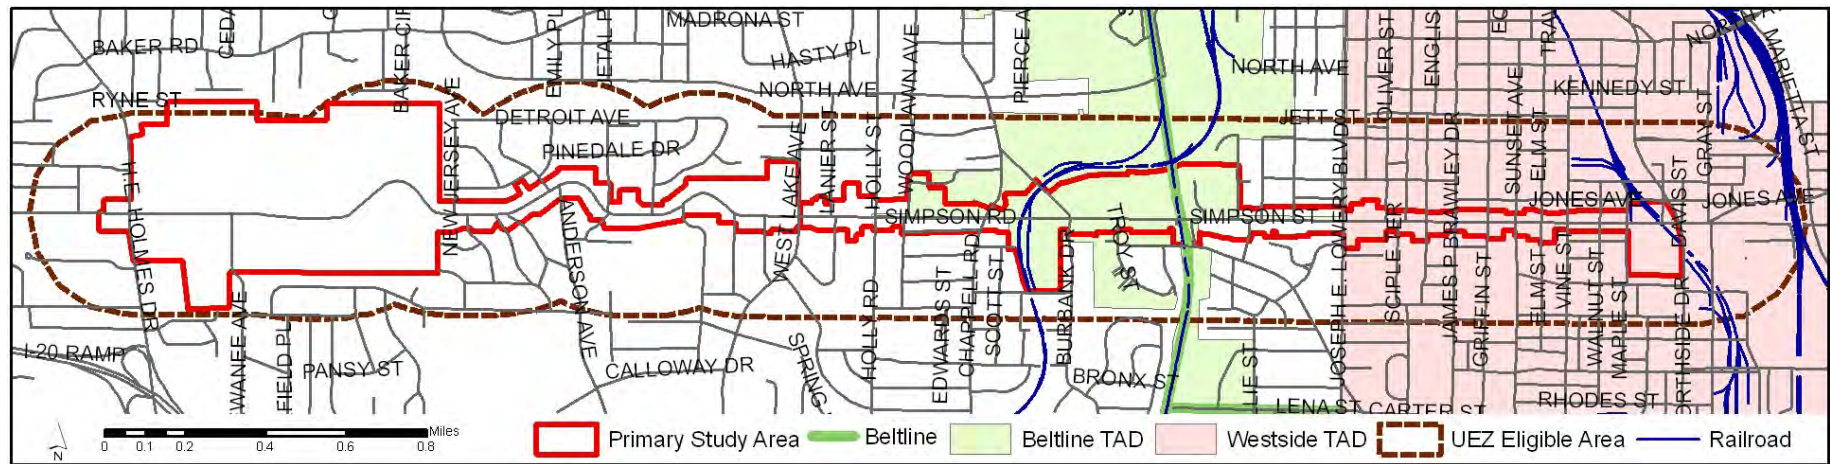 MADRONA ST
BAKER RD
HASTY PL
BAKER CIR
EMILY PL
NORTH AVE
WOODLAWN AVE
NORTH AVE
OLIVER ST
KENNEDY ST
MARIETTA ST
RYNE ST
DETROIT AVE
JETT ST
PINEDALE DR
NEW JERSEY AVE
WEST LAKE AVE
LANIER ST
HOLLY ST
SUNSET AVE
ELM ST
GRAY ST
THE HOLMES DR
ANDERSON AVE
SIMPSON RD
SIMPSON ST
JONES AVE
JONES AVE
DAVIS ST
TROY ST
JOSEPH E. LOWERY BLVD
SCIPLE TER
JAMES P BRAWLEY DR
GRIFFIN ST
ELM ST
VINE ST
WALNUT ST
MAPLE ST
HOLLY RD
EDWARDS ST
CHAPPELL RD
SCOTT ST
BURBANK DR
I-20 RAMP
PANSY ST
FIELD PL
CALLOWAY DR
SPRING
BRONX ST
LENA ST
CARTER ST
RHODES ST
N
0 0.1 0.2 0.4 0.6 0.8 Miles
Primary Study Area Beltline Beltline TAD Westside TAD UEZ Eligible Area Railroad